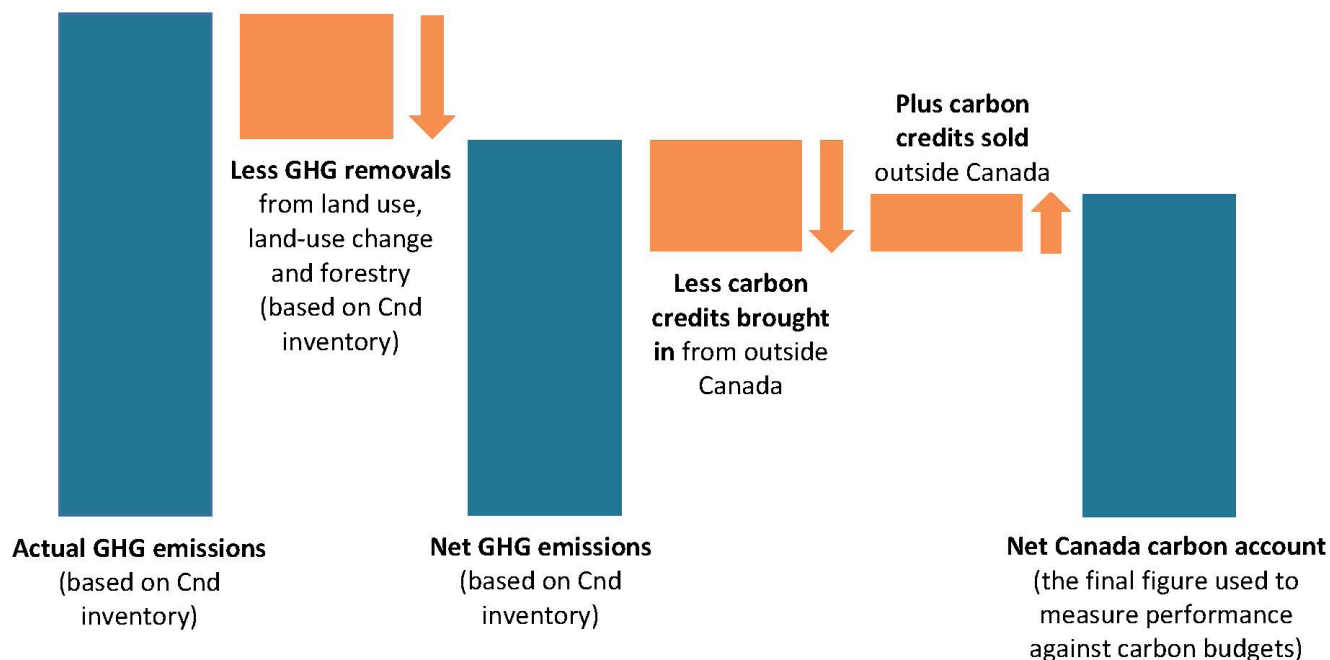 Less GHG removals
from land use,
land-use change
and forestry
(based on Cnd
inventory)
Plus carbon
credits sold
outside Canada
Less carbon
credits brought
in from outside
Canada
Actual GHG emissions
(based on Cnd
inventory)
Net GHG emissions
(based on Cnd
inventory)
Net Canada carbon account
(the final figure used to
measure performance
against carbon budgets)